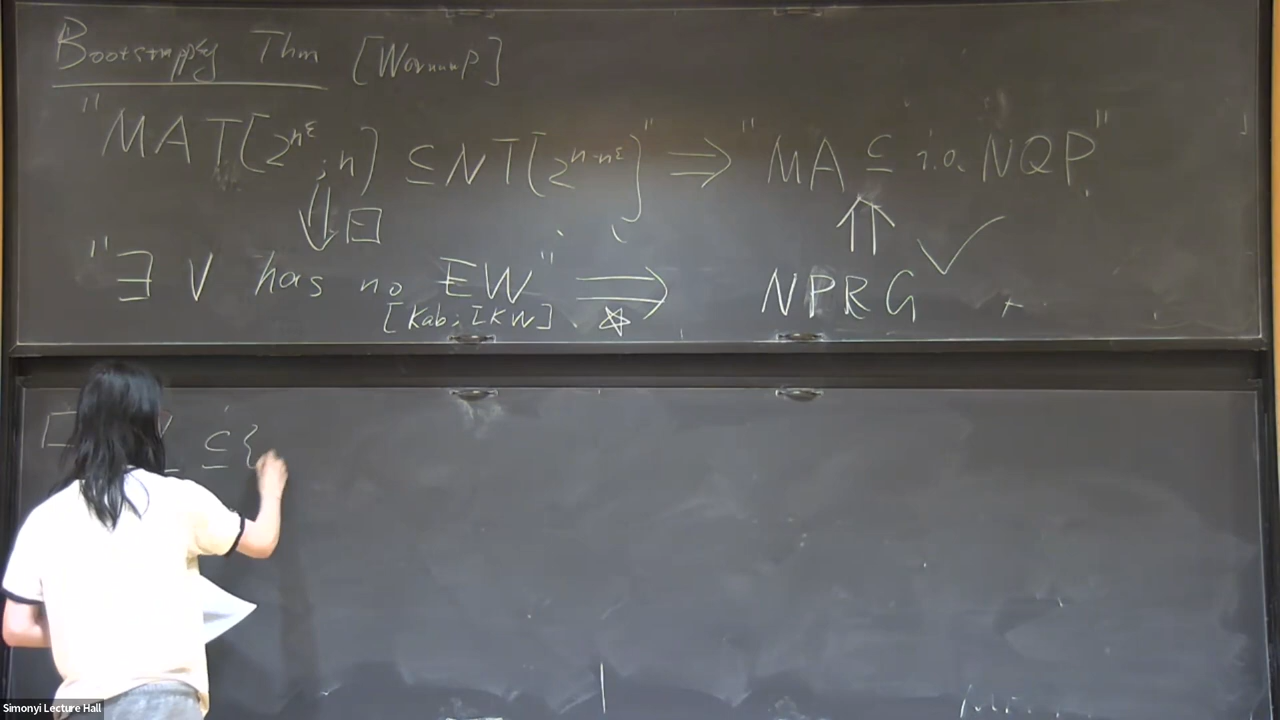 Bootstrapping Thm [Warmup]
"MAT[2^{n^ε}; n] ⊆ NT[2^{n-n^ε}]" ⟹ "MA ⊆ i.o. NQP"
⇓ □ ⇑ ✓
"∃ V has no EW" ⟹ NPRG
[Kab; IKW] ☆
⊆ {
Simonyi Lecture Hall